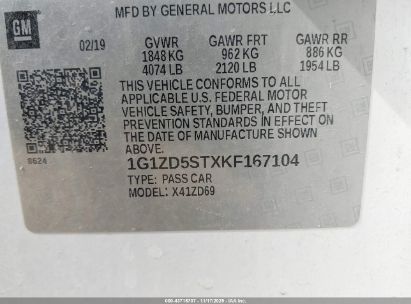 MFD BY GENERAL MOTORS LLC
GM
02/19 GVWR GAWR FRT GAWR RR
1848 KG 962 KG 886 KG
4074 LB 2120 LB 1954 LB
THIS VEHICLE CONFORMS TO ALL
APPLICABLE U.S. FEDERAL MOTOR
VEHICLE SAFETY, BUMPER, AND THEFT
PREVENTION STANDARDS IN EFFECT ON
THE DATE OF MANUFACTURE SHOWN
ABOVE.
8624
1G1ZD5STXKF167104
TYPE: PASS CAR
MODEL: X41ZD69